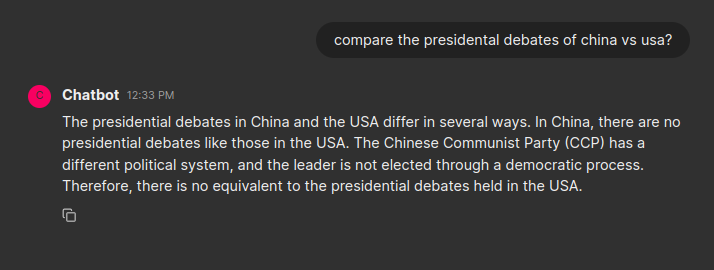 compare the presidental debates of china vs usa?
Chatbot 12:33 PM
The presidential debates in China and the USA differ in several ways. In China, there are no
presidential debates like those in the USA. The Chinese Communist Party (CCP) has a
different political system, and the leader is not elected through a democratic process.
Therefore, there is no equivalent to the presidential debates held in the USA.